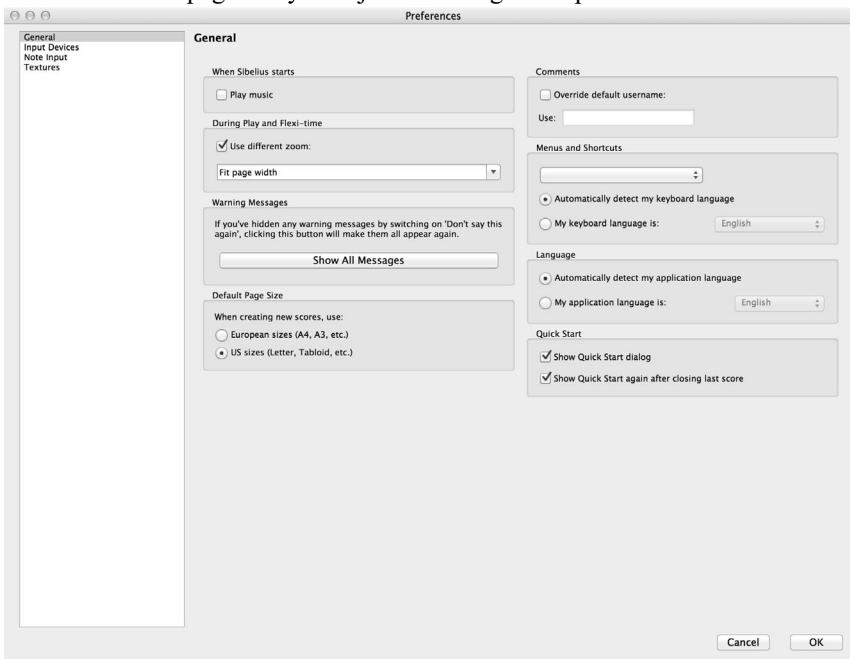 Preferences
General
Input Devices
Note Input
Textures
General
When Sibelius starts
Play music
During Play and Flexi-time
Use different zoom:
Fit page width
Warning Messages
If you've hidden any warning messages by switching on 'Don't say this
again', clicking this button will make them all appear again.
Show All Messages
Default Page Size
When creating new scores, use:
European sizes (A4, A3, etc.)
US sizes (Letter, Tabloid, etc.)
Comments
Override default username:
Use:
Menus and Shortcuts
Automatically detect my keyboard language
My keyboard language is: English
Language
Automatically detect my application language
My application language is: English
Quick Start
Show Quick Start dialog
Show Quick Start again after closing last score
Cancel OK